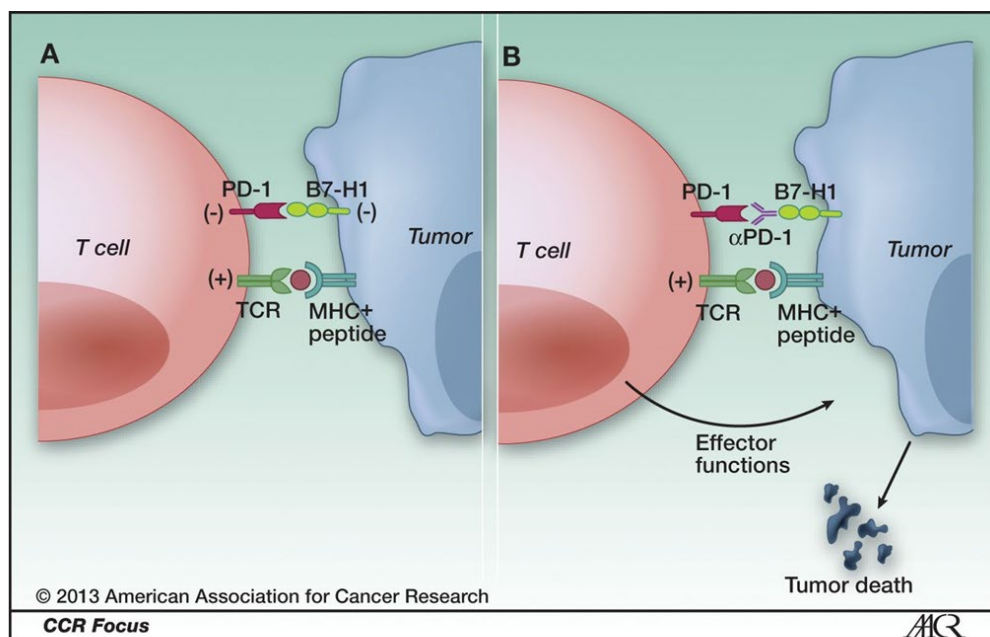 A
PD-1 B7-H1
(-) (-)
T cell
Tumor
(+)
TCR
MHC+
peptide
B
PD-1 B7-H1
αPD-1
T cell
Tumor
(+)
TCR
MHC+
peptide
Effector
functions
Tumor death
© 2013 American Association for Cancer Research
CCR Focus
AACR